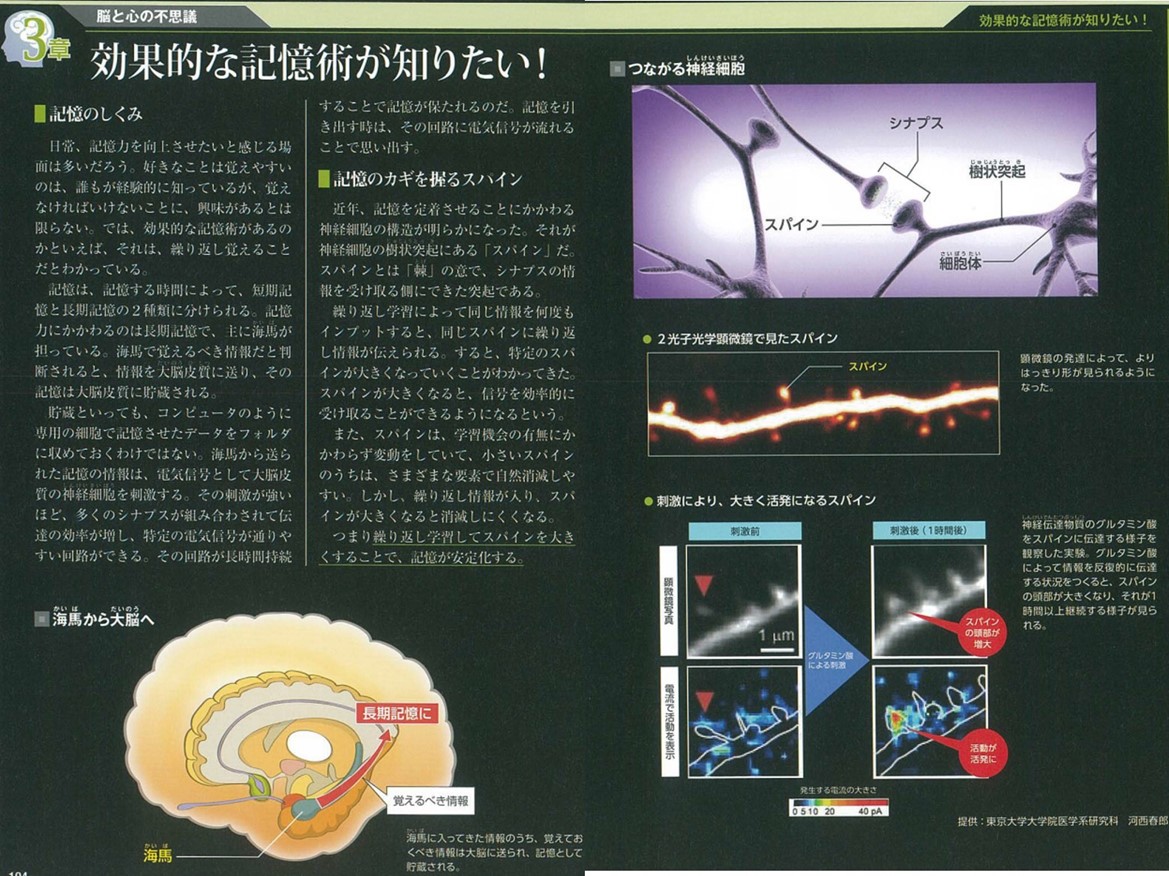 脳と心の不思議
3章
効果的な記憶術が知りたい！
記憶のしくみ
日常、記憶力を向上させたいと感じる場
面は多いだろう。好きなことは覚えやすい
のは、誰もが経験的に知っているが、覚え
なければいけないことに、興味があるとは
限らない。では、効果的な記憶術があるの
かといえば、それは、繰り返し覚えること
だとわかっている。
記憶は、記憶する時間によって、短期記
憶と長期記憶の２種類に分けられる。記憶
力にかかわるのは長期記憶で、主に海馬が
担っている。海馬で覚えるべき情報だと判
断されると、情報を大脳皮質に送り、その
記憶は大脳皮質に貯蔵される。
貯蔵といっても、コンピュータのように
専用の細胞で記憶させたデータをフォルダ
に収めておくわけではない。海馬から送ら
れた記憶の情報は、電気信号として大脳皮
質の神経細胞を刺激する。その刺激が強い
ほど、多くのシナプスが組み合わされて伝
達の効率が増し、特定の電気信号が通りや
すい回路ができる。その回路が長時間持続
することで記憶が保たれるのだ。記憶を引
き出す時は、その回路に電気信号が流れる
ことで思い出す。
記憶のカギを握るスパイン
近年、記憶を定着させることにかかわる
神経細胞の構造が明らかになった。それが
神経細胞の樹状突起にある「スパイン」だ。
スパインとは「棘」の意で、シナプスの情
報を受け取る側にできた突起である。
繰り返し学習によって同じ情報を何度も
インプットすると、同じスパインに繰り返
し情報が伝えられる。すると、特定のスパ
インが大きくなっていくことがわかってきた。
スパインが大きくなると、信号を効率的に
受け取ることができるようになるという。
また、スパインは、学習機会の有無にか
かわらず変動をしていて、小さいスパイン
のうちは、さまざまな要素で自然消滅しや
すい。しかし、繰り返し情報が入り、スパ
インが大きくなると消滅しにくくなる。
つまり繰り返し学習してスパインを大き
くすることで、記憶が安定化する。
かいば だいのう
海馬から大脳へ
長期記憶に
覚えるべき情報
かいば
海馬
かいば
海馬に入ってきた情報のうち、覚えてお
くべき情報は大脳に送られ、記憶として
貯蔵される。
効果的な記憶術が知りたい！
しんけいさいぼう
つながる神経細胞
シナプス
じゅじょうとっき
樹状突起
スパイン
さいぼうたい
細胞体
２光子光学顕微鏡で見たスパイン
スパイン
顕微鏡の発達によって、より
はっきり形が見られるように
なった。
刺激により、大きく活発になるスパイン
刺激前
刺激後（1時間後）
顕微鏡写真
1 μm
グルタミン酸
による刺激
スパイン
の頭部が
増大
電流で活動を表示
活動が
活発に
発生する電流の大きさ
0 5 10 20 40 pA
しんけいでんたつぶっしつ
神経伝達物質のグルタミン酸
をスパインに伝達する様子を
観察した実験。グルタミン酸
によって情報を反復的に伝達
する状況をつくると、スパイン
の頭部が大きくなり、それが1
時間以上継続する様子が見ら
れる。
提供：東京大学大学院医学系研究科 河西春郎